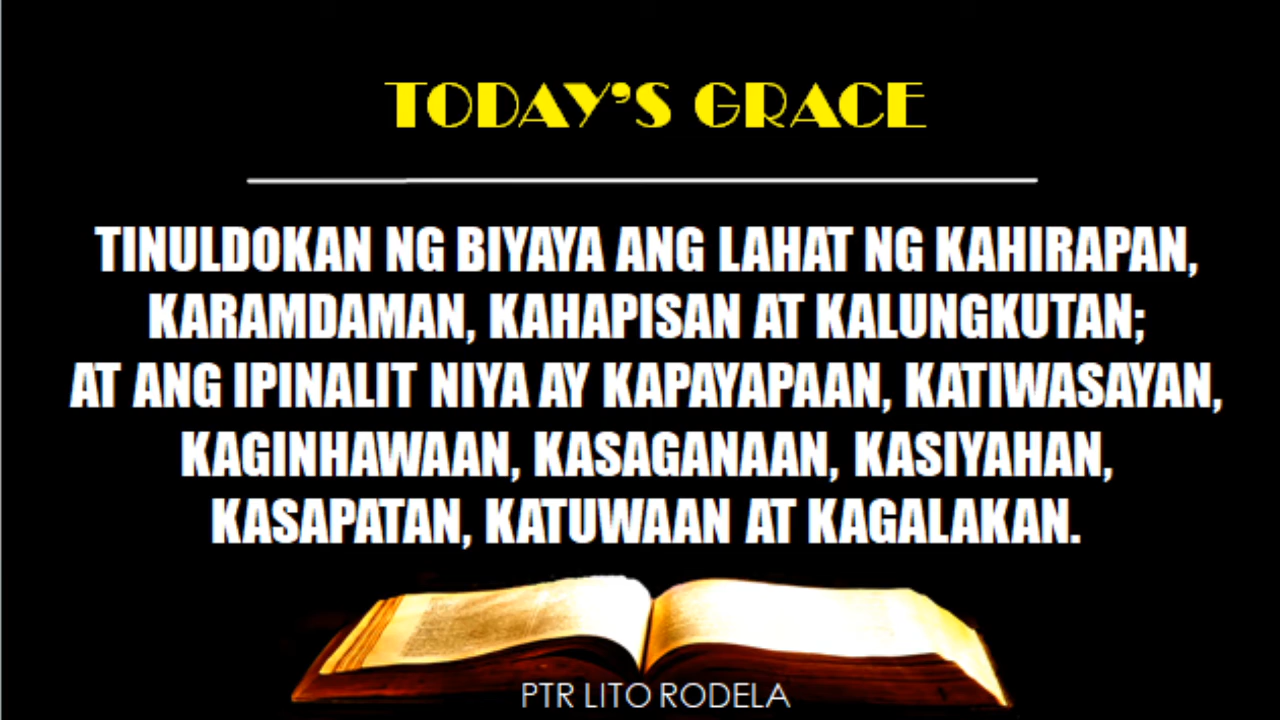 TODAY'S GRACE
TINULDOKAN NG BIYAYA ANG LAHAT NG KAHIRAPAN,
KARAMDAMAN, KAHAPISAN AT KALUNGKUTAN;
AT ANG IPINALIT NIYA AY KAPAYAPAAN, KATIWASAYAN,
KAGINHAWAAN, KASAGANAAN, KASIYAHAN,
KASAPATAN, KATUWAAN AT KAGALAKAN.
PTR LITO RODELA